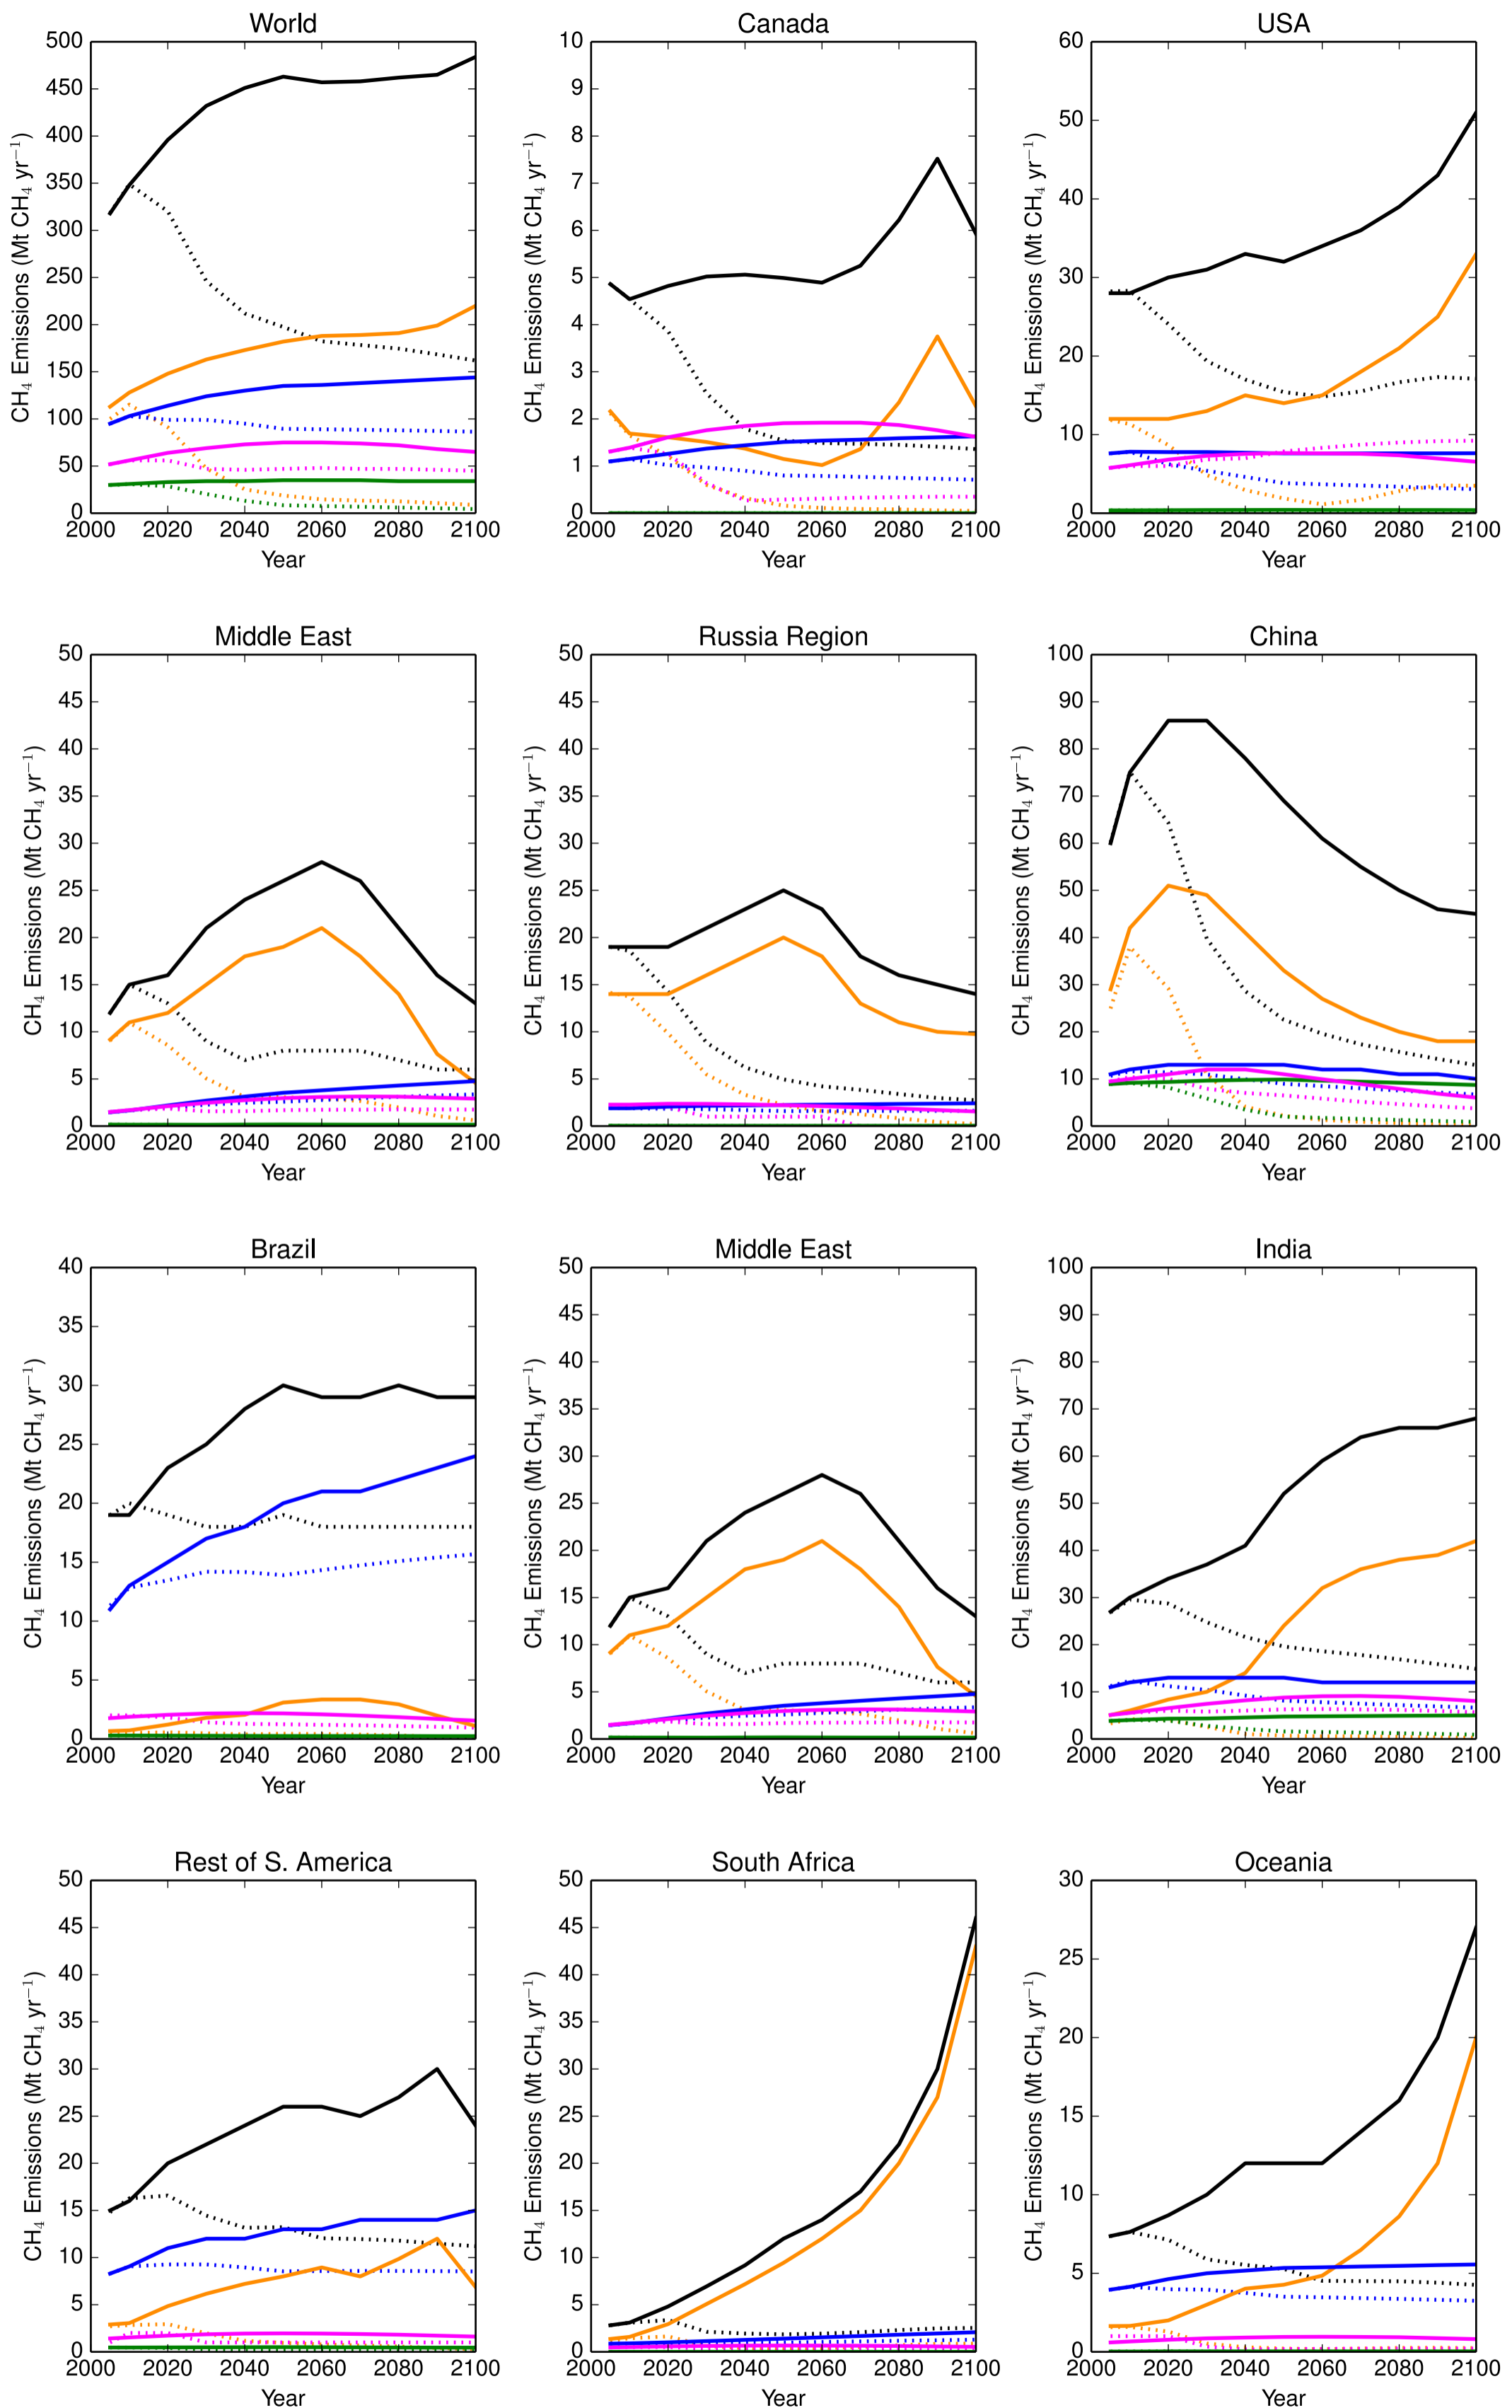 World
500
450
400
350
300
250
200
150
100
50
0
2000 2020 2040 2060 2080 2100
Year
CH₄ Emissions (Mt CH₄ yr⁻¹)
Canada
10
9
8
7
6
5
4
3
2
1
0
2000 2020 2040 2060 2080 2100
Year
CH₄ Emissions (Mt CH₄ yr⁻¹)
USA
60
50
40
30
20
10
0
2000 2020 2040 2060 2080 2100
Year
CH₄ Emissions (Mt CH₄ yr⁻¹)
Middle East
50
45
40
35
30
25
20
15
10
5
0
2000 2020 2040 2060 2080 2100
Year
CH₄ Emissions (Mt CH₄ yr⁻¹)
Russia Region
50
45
40
35
30
25
20
15
10
5
0
2000 2020 2040 2060 2080 2100
Year
CH₄ Emissions (Mt CH₄ yr⁻¹)
China
100
90
80
70
60
50
40
30
20
10
0
2000 2020 2040 2060 2080 2100
Year
CH₄ Emissions (Mt CH₄ yr⁻¹)
Brazil
40
35
30
25
20
15
10
5
0
2000 2020 2040 2060 2080 2100
Year
CH₄ Emissions (Mt CH₄ yr⁻¹)
Middle East
50
45
40
35
30
25
20
15
10
5
0
2000 2020 2040 2060 2080 2100
Year
CH₄ Emissions (Mt CH₄ yr⁻¹)
India
100
90
80
70
60
50
40
30
20
10
0
2000 2020 2040 2060 2080 2100
Year
CH₄ Emissions (Mt CH₄ yr⁻¹)
Rest of S. America
50
45
40
35
30
25
20
15
10
5
0
2000 2020 2040 2060 2080 2100
Year
CH₄ Emissions (Mt CH₄ yr⁻¹)
South Africa
50
45
40
35
30
25
20
15
10
5
0
2000 2020 2040 2060 2080 2100
Year
CH₄ Emissions (Mt CH₄ yr⁻¹)
Oceania
30
25
20
15
10
5
0
2000 2020 2040 2060 2080 2100
Year
CH₄ Emissions (Mt CH₄ yr⁻¹)